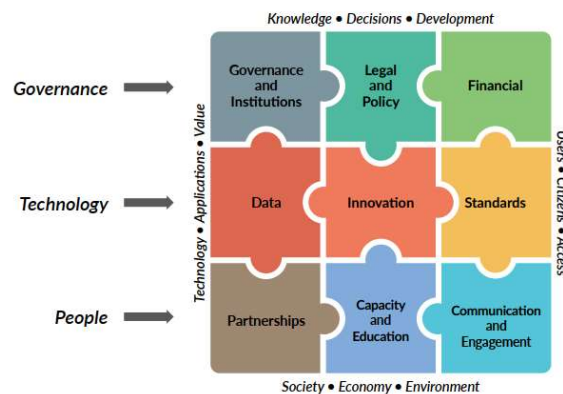 Knowledge • Decisions • Development
Governance
Governance
and
Institutions
Legal
and
Policy
Financial
Technology • Applications • Value
Technology
Data
Innovation
Standards
Users • Citizens • Access
People
Partnerships
Capacity
and
Education
Communication
and
Engagement
Society • Economy • Environment